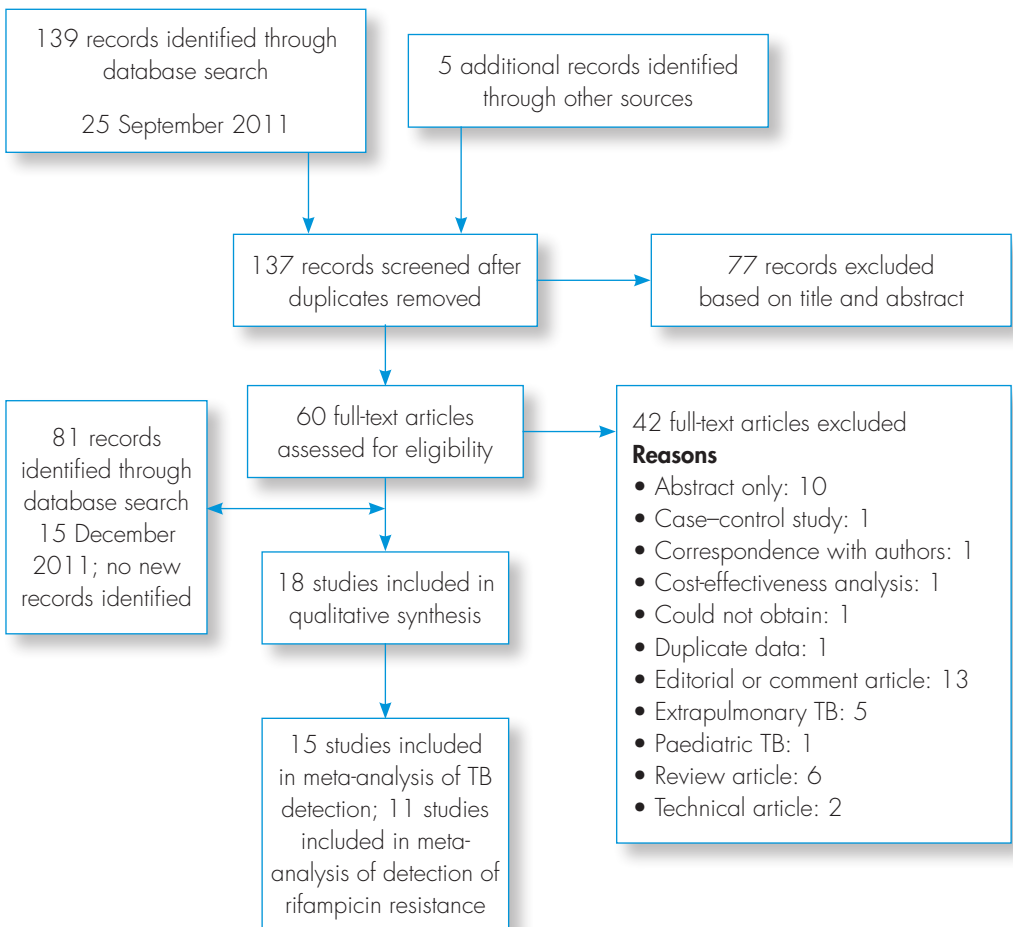 139 records identified through
database search
25 September 2011
5 additional records identified
through other sources
137 records screened after
duplicates removed
77 records excluded
based on title and abstract
60 full-text articles
assessed for eligibility
42 full-text articles excluded
Reasons
• Abstract only: 10
• Case–control study: 1
• Correspondence with authors: 1
• Cost-effectiveness analysis: 1
• Could not obtain: 1
• Duplicate data: 1
• Editorial or comment article: 13
• Extrapulmonary TB: 5
• Paediatric TB: 1
• Review article: 6
• Technical article: 2
81 records
identified through
database search
15 December
2011; no new
records identified
18 studies included in
qualitative synthesis
15 studies included
in meta-analysis of TB
detection; 11 studies
included in meta-
analysis of detection of
rifampicin resistance